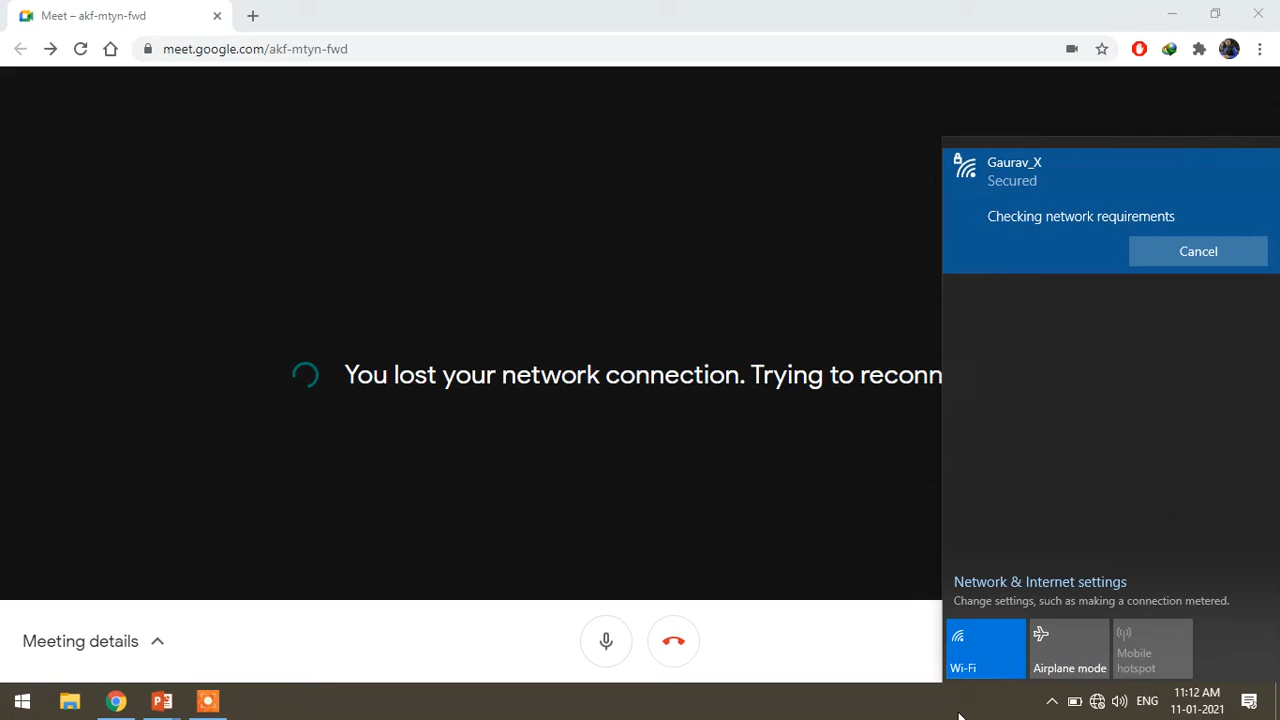 Meet – akf-mtyn-fwd
meet.google.com/akf-mtyn-fwd
Gaurav_X
Secured
Checking network requirements
Cancel
You lost your network connection. Trying to reconn
Network & Internet settings
Change settings, such as making a connection metered.
Meeting details
Wi-Fi
Airplane mode
Mobile
hotspot
ENG
11:12 AM
11-01-2021